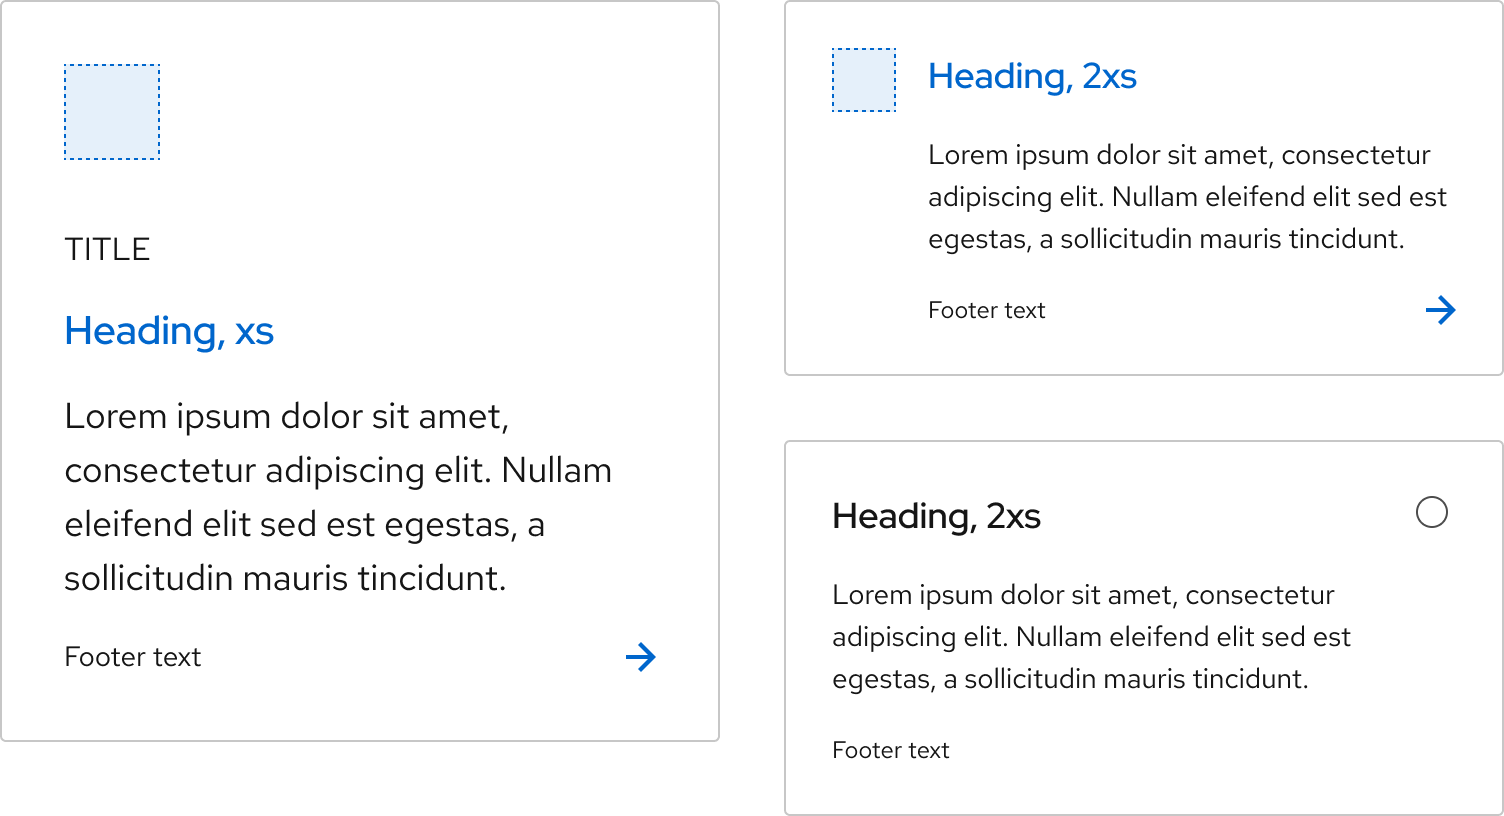 TITLE
Heading, xs
Lorem ipsum dolor sit amet,
consectetur adipiscing elit. Nullam
eleifend elit sed est egestas, a
sollicitudin mauris tincidunt.
Footer text
Heading, 2xs
Lorem ipsum dolor sit amet, consectetur
adipiscing elit. Nullam eleifend elit sed est
egestas, a sollicitudin mauris tincidunt.
Footer text
Heading, 2xs
Lorem ipsum dolor sit amet, consectetur
adipiscing elit. Nullam eleifend elit sed est
egestas, a sollicitudin mauris tincidunt.
Footer text